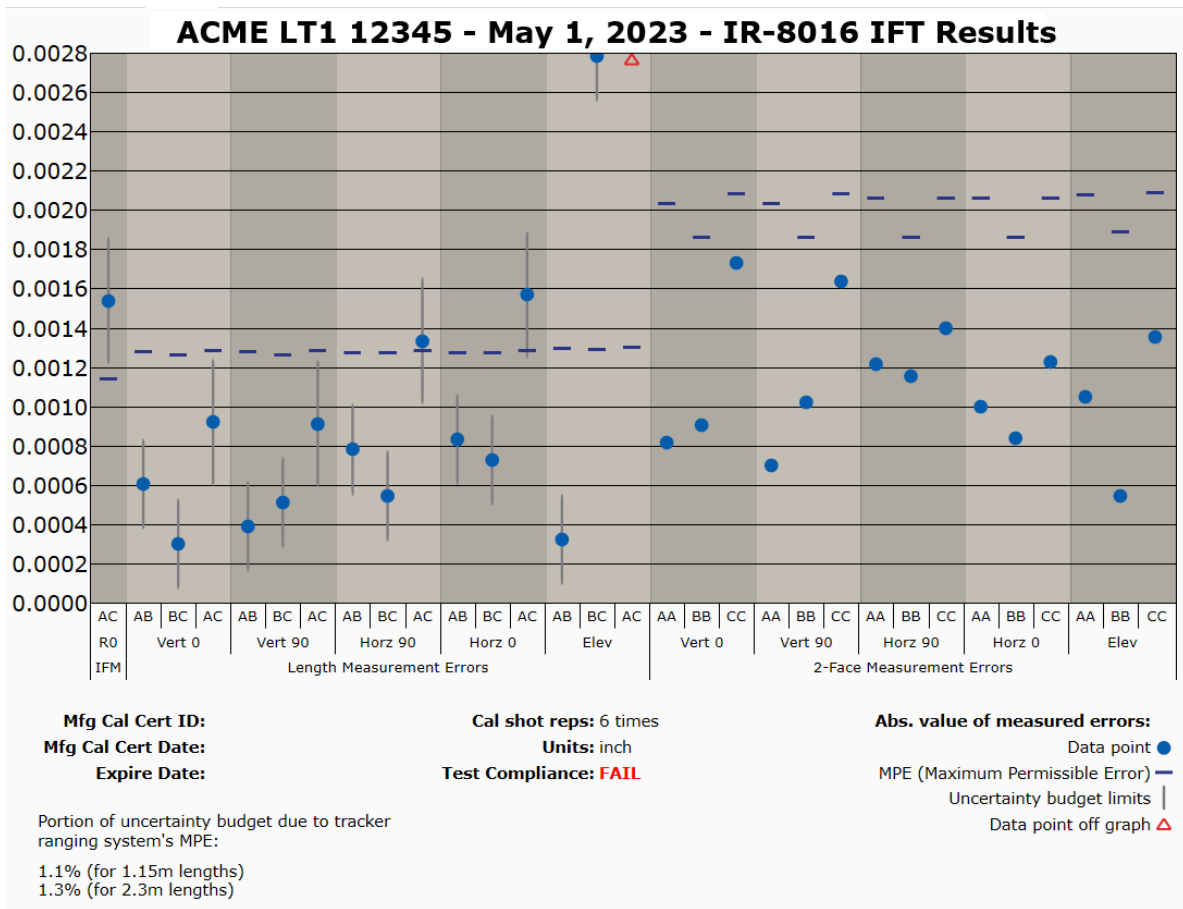 ACME LT1 12345 - May 1, 2023 - IR-8016 IFT Results
0.0028
0.0026
0.0024
0.0022
0.0020
0.0018
0.0016
0.0014
0.0012
0.0010
0.0008
0.0006
0.0004
0.0002
0.0000
AC AB BC AC AB BC AC AB BC AC AB BC AC AB BC AC AA BB CC AA BB CC AA BB CC AA BB CC AA BB CC
R0 Vert 0 Vert 90 Horz 90 Horz 0 Elev Vert 0 Vert 90 Horz 90 Horz 0 Elev
IFM Length Measurement Errors 2-Face Measurement Errors
Mfg Cal Cert ID:
Mfg Cal Cert Date:
Expire Date:
Cal shot reps: 6 times
Units: inch
Test Compliance: FAIL
Abs. value of measured errors:
Data point
MPE (Maximum Permissible Error)
Uncertainty budget limits
Data point off graph
Portion of uncertainty budget due to tracker
ranging system's MPE:
1.1% (for 1.15m lengths)
1.3% (for 2.3m lengths)